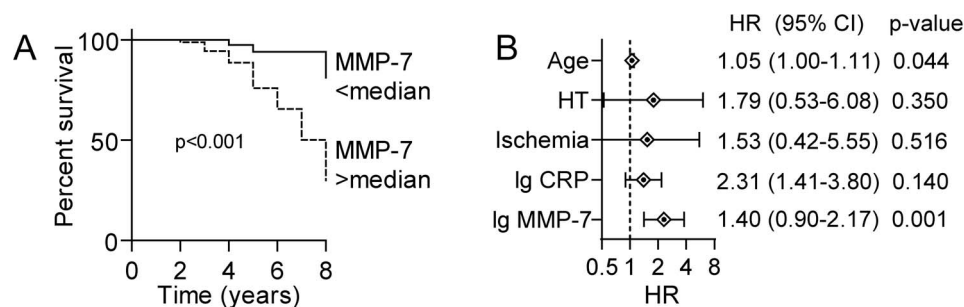 A
Percent survival
100
50
0
0 2 4 6 8
Time (years)
p<0.001
MMP-7
<median
MMP-7
>median
B
HR (95% CI) p-value
Age 1.05 (1.00-1.11) 0.044
HT 1.79 (0.53-6.08) 0.350
Ischemia 1.53 (0.42-5.55) 0.516
lg CRP 2.31 (1.41-3.80) 0.140
lg MMP-7 1.40 (0.90-2.17) 0.001
0.5 1 2 4 8
HR